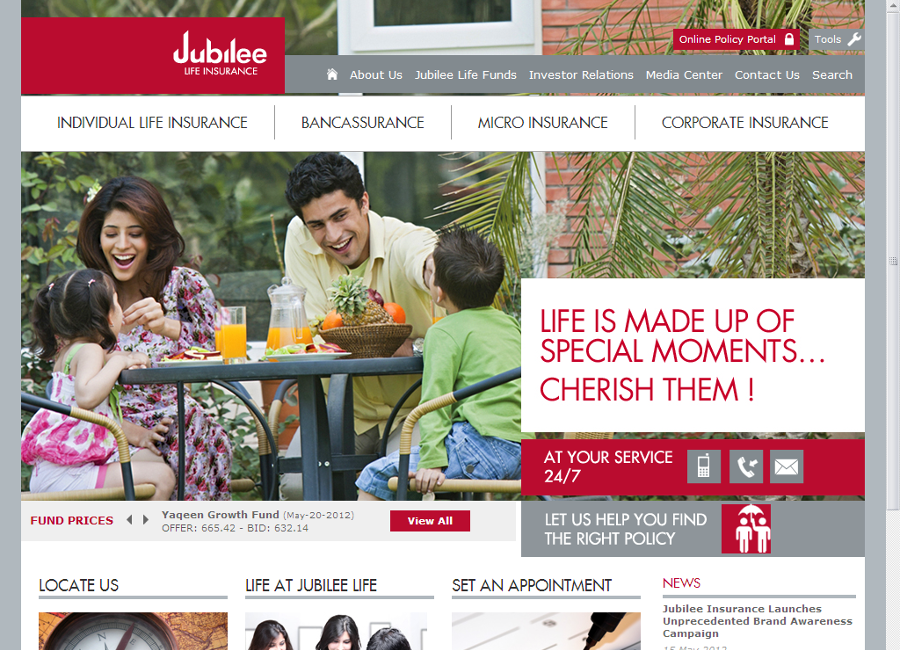 Jubilee
LIFE INSURANCE
Online Policy Portal
Tools
About Us
Jubilee Life Funds
Investor Relations
Media Center
Contact Us
Search
INDIVIDUAL LIFE INSURANCE
BANCASSURANCE
MICRO INSURANCE
CORPORATE INSURANCE
LIFE IS MADE UP OF
SPECIAL MOMENTS...
CHERISH THEM !
AT YOUR SERVICE
24/7
FUND PRICES
Yaqeen Growth Fund (May-20-2012)
OFFER: 665.42 - BID: 632.14
View All
LET US HELP YOU FIND
THE RIGHT POLICY
LOCATE US
LIFE AT JUBILEE LIFE
SET AN APPOINTMENT
NEWS
Jubilee Insurance Launches
Unprecedented Brand Awareness
Campaign
15 May 2012